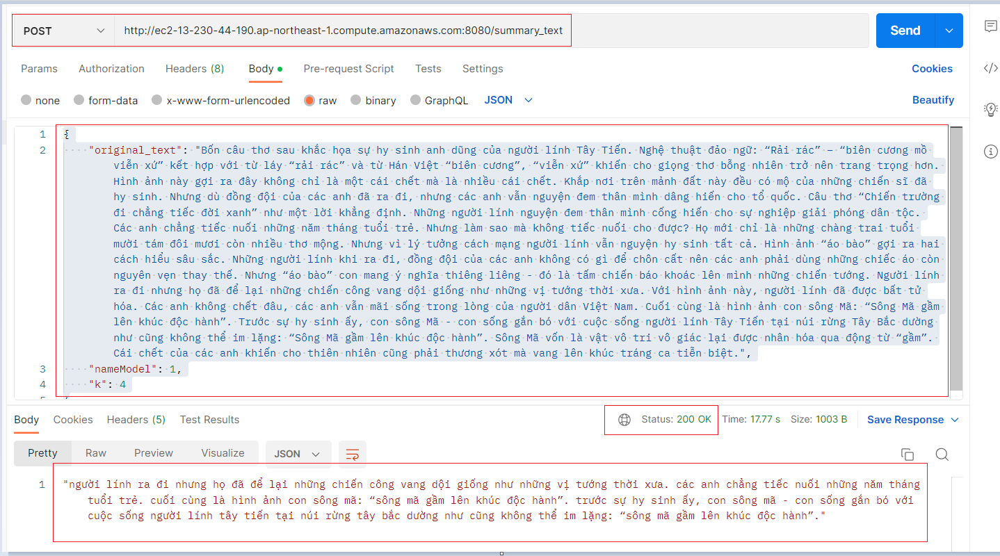 POST http://ec2-13-230-44-190.ap-northeast-1.compute.amazonaws.com:8080/summary_text Send
Params Authorization Headers (8) Body Pre-request Script Tests Settings Cookies
none form-data x-www-form-urlencoded raw binary GraphQL JSON Beautify
1 {
2 "original_text": "Bốn câu thơ sau khắc họa sự hy sinh anh dũng của người lính Tây Tiến. Nghệ thuật đảo ngữ: “Rải rác” – “biên cương mồ
viễn xứ” kết hợp với từ láy “rải rác” và từ Hán Việt “biên cương”, “viễn xứ” khiến cho giọng thơ bỗng nhiên trở nên trang trọng hơn.
Hình ảnh này gợi ra đây không chỉ là một cái chết mà là nhiều cái chết. Khắp nơi trên mảnh đất này đều có mộ của những chiến sĩ đã
hy sinh. Nhưng dù đồng đội của các anh đã ra đi, nhưng các anh vẫn nguyện đem thân mình dâng hiến cho tổ quốc. Câu thơ “Chiến trường
đi chẳng tiếc đời xanh” như một lời khẳng định. Những người lính nguyện đem thân mình cống hiến cho sự nghiệp giải phóng dân tộc.
Các anh chẳng tiếc nuối những năm tháng tuổi trẻ. Nhưng làm sao mà không tiếc nuối cho được? Họ mới chỉ là những chàng trai tuổi
mười tám đôi mươi còn nhiều thơ mộng. Nhưng vì lý tưởng cách mạng người lính vẫn nguyện hy sinh tất cả. Hình ảnh “áo bào” gợi ra hai
cách hiểu sâu sắc. Những người lính khi ra đi, đồng đội của các anh không có gì để chôn cất nên các anh phải dùng những chiếc áo còn
nguyên vẹn thay thế. Nhưng “áo bào” con mang ý nghĩa thiêng liêng - đó là tấm chiến báo khoác lên mình những chiến tướng. Người lính
ra đi nhưng họ đã để lại những chiến công vang dội giống như những vị tướng thời xưa. Với hình ảnh này, người lính đã được bất tử
hóa. Các anh không chết đâu, các anh vẫn mãi sống trong lòng của người dân Việt Nam. Cuối cùng là hình ảnh con sông Mã: “Sông Mã gầm
lên khúc độc hành”. Trước sự hy sinh ấy, con sông Mã - con sống gắn bó với cuộc sống người lính Tây Tiến tại núi rừng Tây Bắc dường
như cũng không thể im lặng: “Sông Mã gầm lên khúc độc hành”. Sông Mã vốn là vật vô tri vô giác lại được nhân hóa qua động từ “gầm”.
Cái chết của các anh khiến cho thiên nhiên cũng phải thương xót mà vang lên khúc tráng ca tiễn biệt.",
3 "nameModel": 1,
4 "k": 4
Body Cookies Headers (5) Test Results Status: 200 OK Time: 17.77 s Size: 1003 B Save Response
Pretty Raw Preview Visualize JSON
1 "người lính ra đi nhưng họ đã để lại những chiến công vang dội giống như những vị tướng thời xưa. các anh chẳng tiếc nuối những năm tháng
tuổi trẻ. cuối cùng là hình ảnh con sông mã: “sông mã gầm lên khúc độc hành”. trước sự hy sinh ấy, con sông mã - con sống gắn bó với
cuộc sống người lính tây tiến tại núi rừng tây bắc dường như cũng không thể im lặng: “sông mã gầm lên khúc độc hành”."